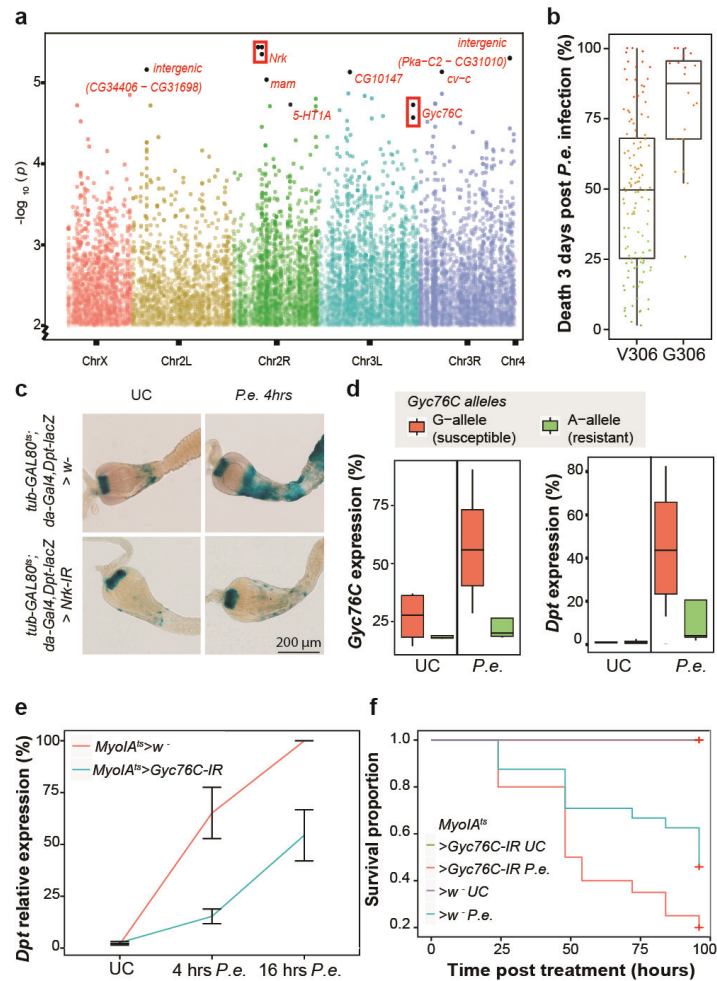 a
-log 10 (p)
5
4
3
2
intergenic
(CG34406 – CG31698)
Nrk
mam
5-HT1A
CG10147
intergenic
(Pka-C2 – CG31010)
cv-c
Gyc76C
ChrX
Chr2L
Chr2R
Chr3L
Chr3R
Chr4
b
Death 3 days post P.e. infection (%)
100
75
50
25
0
V306
G306
c
UC
P.e. 4hrs
tub-GAL80ts;
da-Gal4,Dpt-lacZ
> w-
tub-GAL80ts;
da-Gal4,Dpt-lacZ
> Nrk-IR
200 µm
d
Gyc76C alleles
G–allele
(susceptible)
A–allele
(resistant)
Gyc76C expression (%)
75
50
25
UC
P.e.
Dpt expression (%)
80
60
40
20
0
UC
P.e.
e
Dpt relative expression (%)
100
75
50
25
0
MyoIAts>w -
MyoIAts>Gyc76C-IR
UC
4 hrs P.e.
16 hrs P.e.
f
Survival proportion
1.0
0.8
0.6
0.4
0.2
MyoIAts
>Gyc76C-IR UC
>Gyc76C-IR P.e.
>w - UC
>w - P.e.
0
25
50
75
100
Time post treatment (hours)